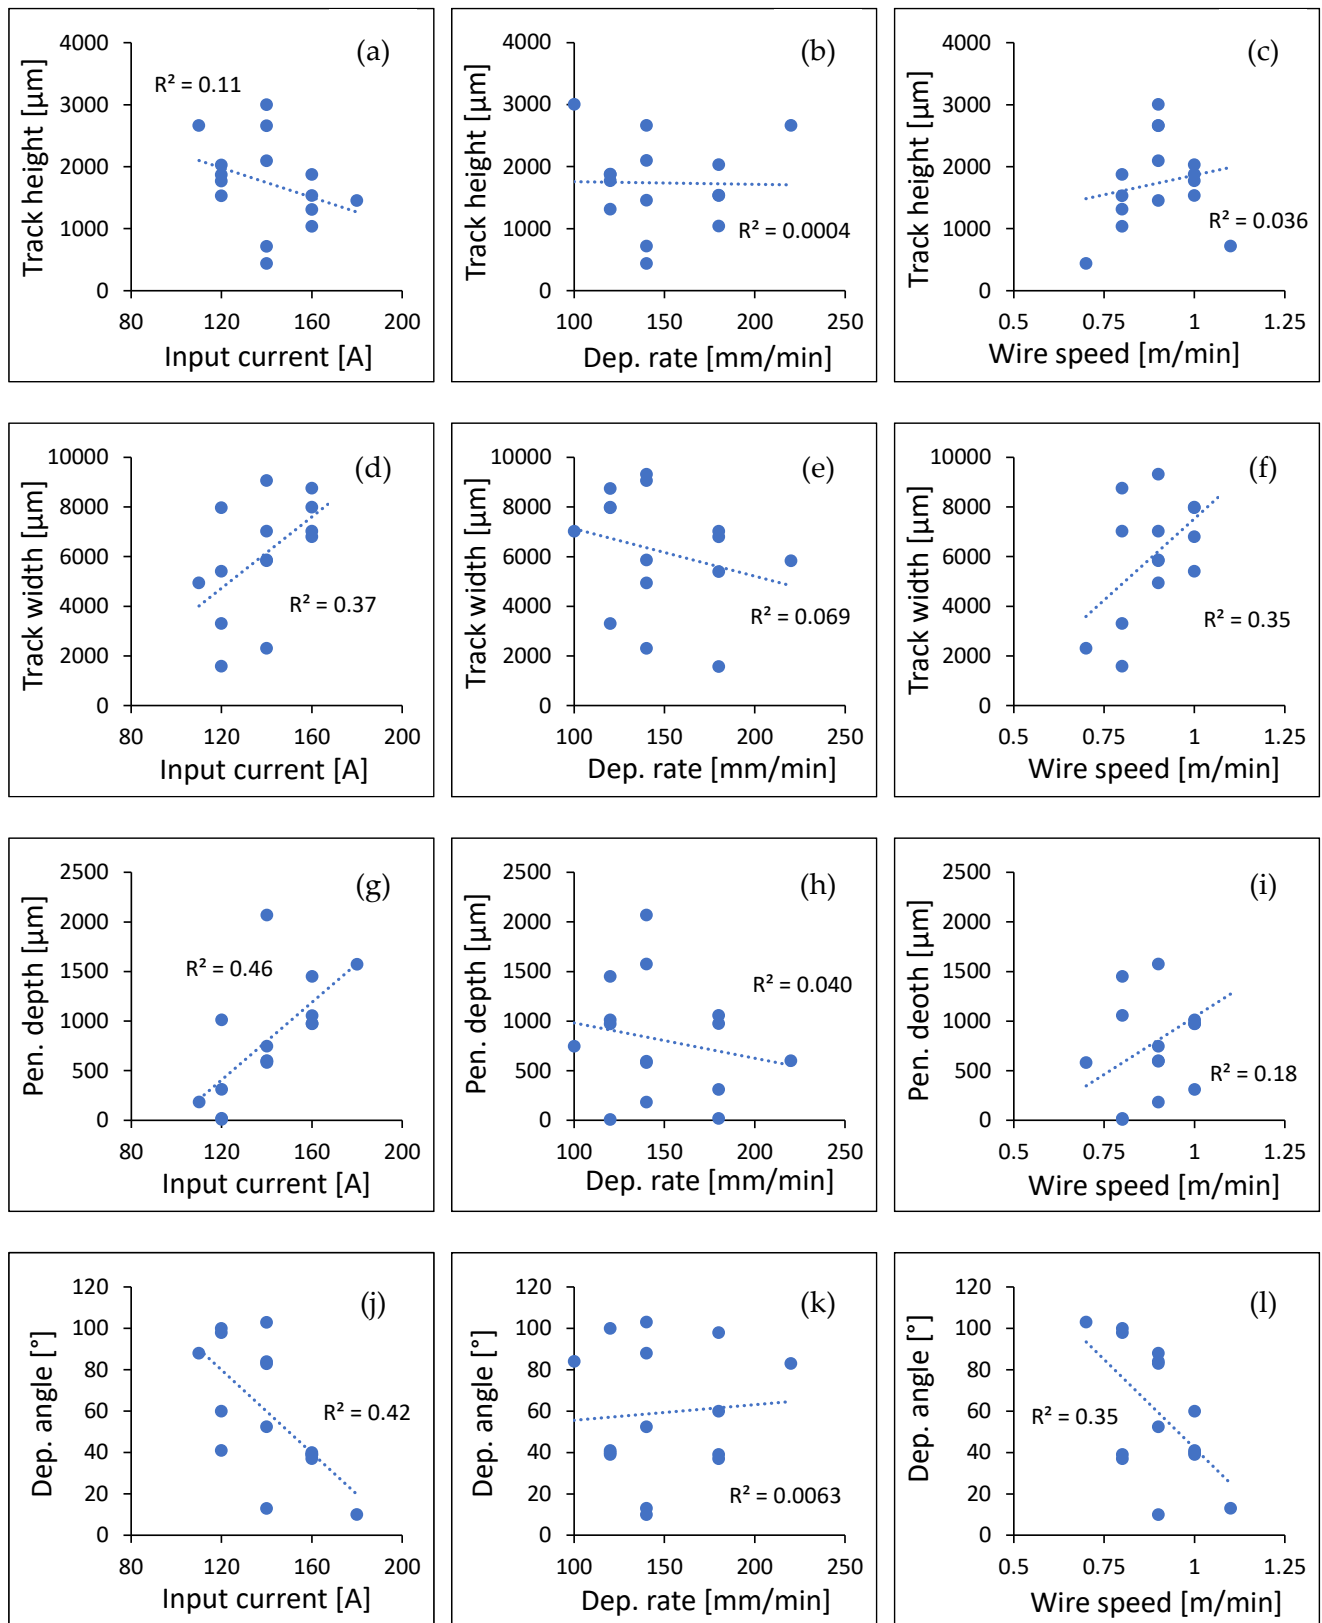 (a)
Track height [µm]
4000
3000
2000
1000
0
R² = 0.11
80 120 160 200
Input current [A]
(b)
Track height [µm]
4000
3000
2000
1000
0
R² = 0.0004
100 150 200 250
Dep. rate [mm/min]
(c)
Track height [µm]
4000
3000
2000
1000
0
R² = 0.036
0.5 0.75 1 1.25
Wire speed [m/min]
(d)
Track width [µm]
10000
8000
6000
4000
2000
0
R² = 0.37
80 120 160 200
Input current [A]
(e)
Track width [µm]
10000
8000
6000
4000
2000
0
R² = 0.069
100 150 200 250
Dep. rate [mm/min]
(f)
Track width [µm]
10000
8000
6000
4000
2000
0
R² = 0.35
0.5 0.75 1 1.25
Wire speed [m/min]
(g)
Pen. depth [µm]
2500
2000
1500
1000
500
0
R² = 0.46
80 120 160 200
Input current [A]
(h)
Pen. depth [µm]
2500
2000
1500
1000
500
0
R² = 0.040
100 150 200 250
Dep. rate [mm/min]
(i)
Pen. deoth [µm]
2500
2000
1500
1000
500
0
R² = 0.18
0.5 0.75 1 1.25
Wire speed [m/min]
(j)
Dep. angle [°]
120
100
80
60
40
20
0
R² = 0.42
80 120 160 200
Input current [A]
(k)
Dep. angle [°]
120
100
80
60
40
20
0
R² = 0.0063
100 150 200 250
Dep. rate [mm/min]
(l)
Dep. angle [°]
120
100
80
60
40
20
0
R² = 0.35
0.5 0.75 1 1.25
Wire speed [m/min]